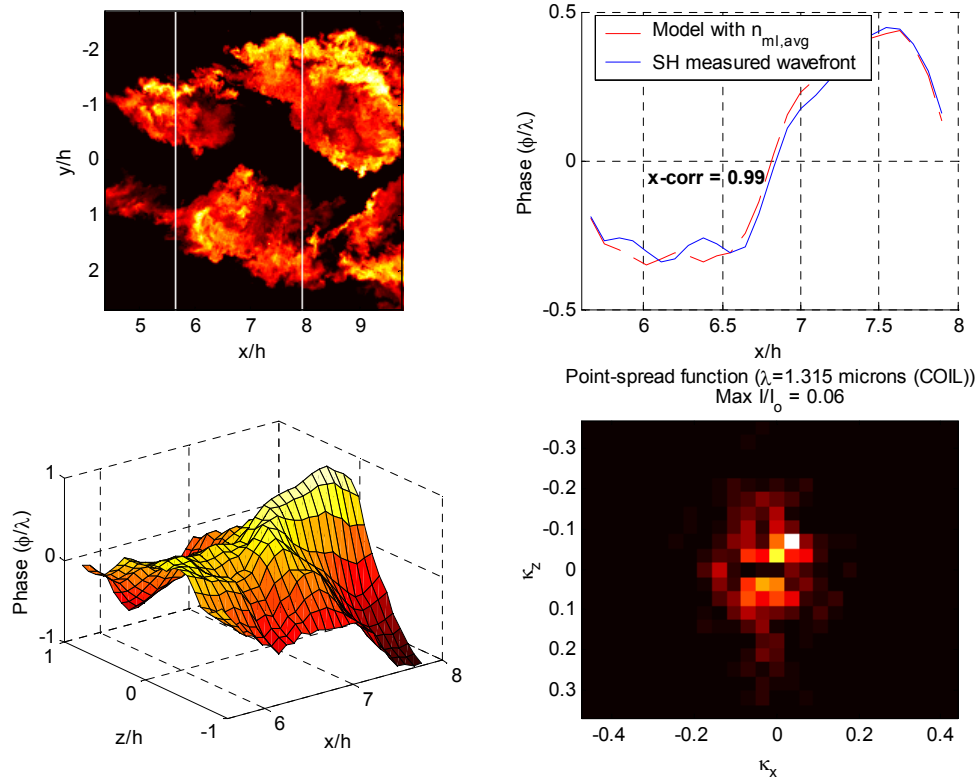 -2
-1
0
1
2
y/h
5
6
7
8
9
x/h
0.5
0
-0.5
Phase (ϕ/λ)
Model with n_ml,avg
SH measured wavefront
x-corr = 0.99
6
6.5
7
7.5
8
x/h
1
0
-1
Phase (ϕ/λ)
1
0
-1
z/h
6
7
8
x/h
Point-spread function (λ=1.315 microns (COIL))
Max I/I_o = 0.06
-0.3
-0.2
-0.1
0
0.1
0.2
0.3
κ_z
-0.4
-0.2
0
0.2
0.4
κ_x